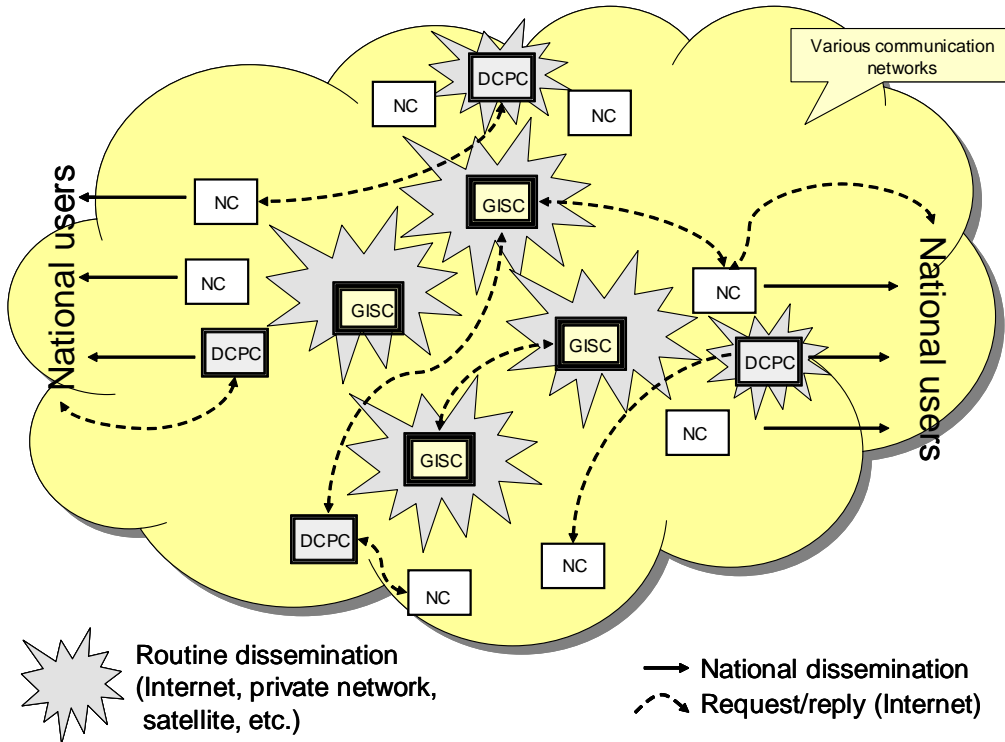 Various communication
networks
DCPC
NC
NC
NC
GISC
National users
NC
GISC
NC
National users
DCPC
GISC
DCPC
NC
GISC
DCPC
NC
NC
Routine dissemination
(Internet, private network,
satellite, etc.)
National dissemination
Request/reply (Internet)